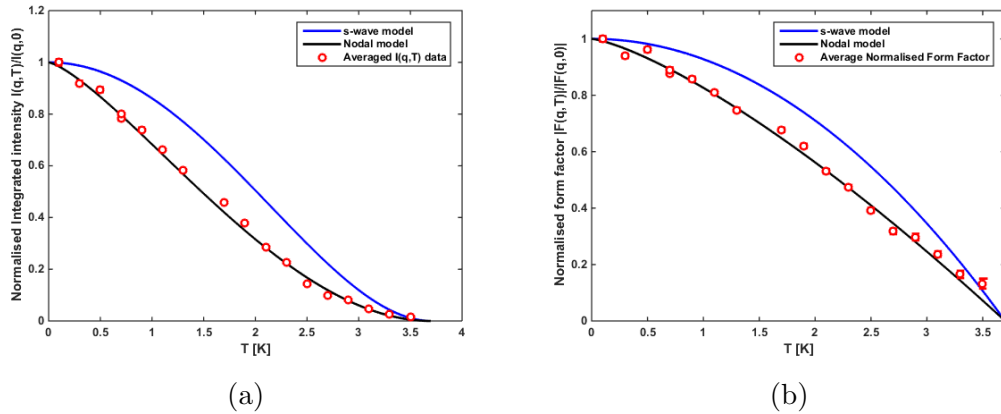 Normalised Integrated intensity I(q,T)/I(q,0)
1.2
1
0.8
0.6
0.4
0.2
0
s-wave model
Nodal model
Averaged I(q,T) data
0 0.5 1 1.5 2 2.5 3 3.5 4
T [K]
(a)
Normalised form factor |F(q,T)|/|F(q,0)|
1
0.8
0.6
0.4
0.2
0
s-wave model
Nodal model
Average Normalised Form Factor
0 0.5 1 1.5 2 2.5 3 3.5
T [K]
(b)